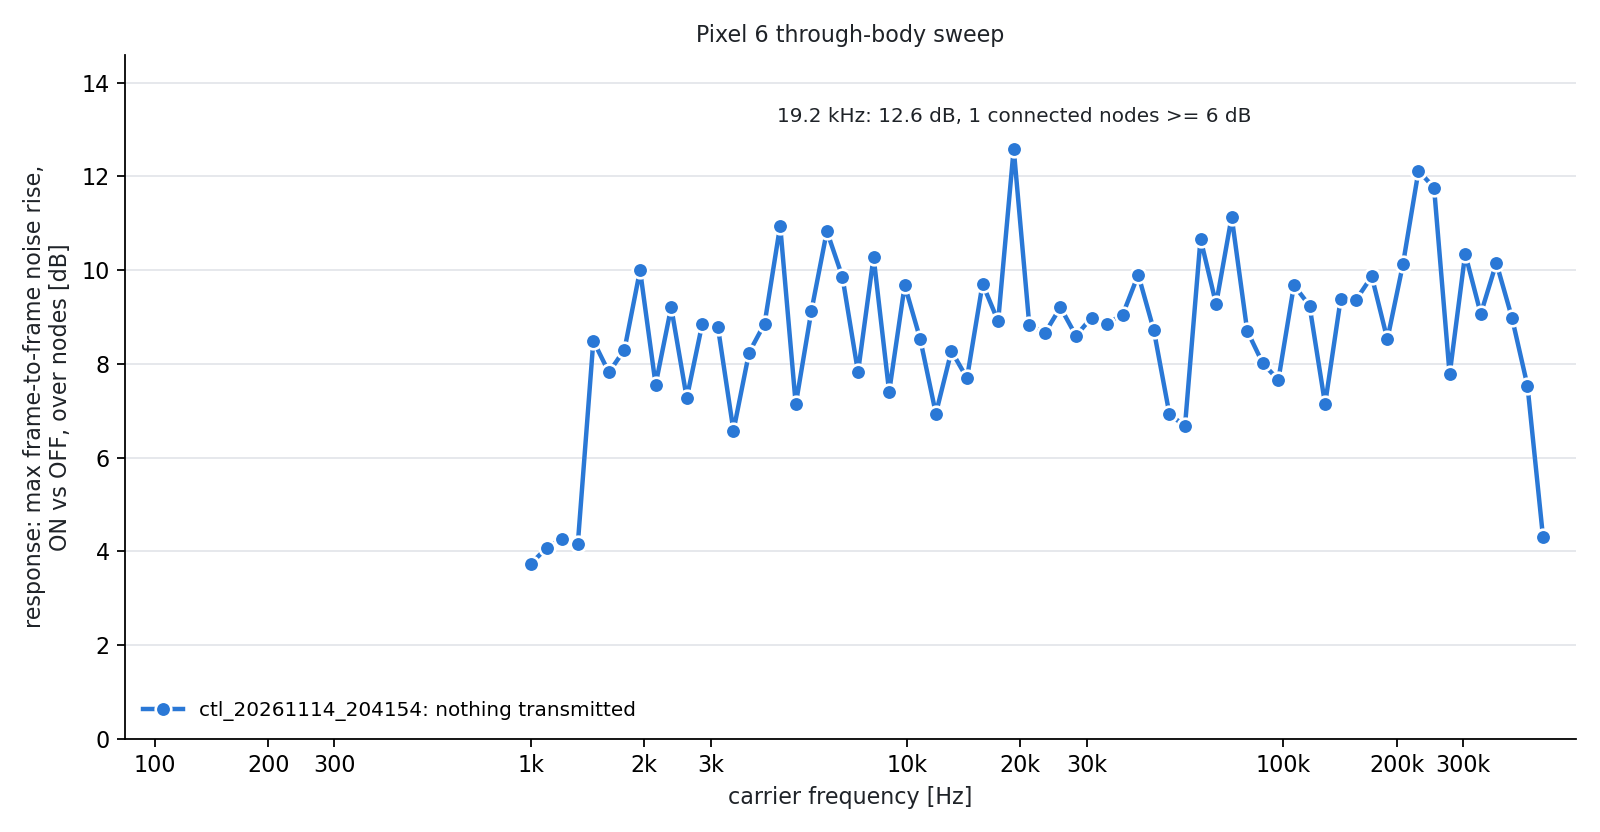 Pixel 6 through-body sweep
response: max frame-to-frame noise rise,
ON vs OFF, over nodes [dB]
14
12
10
8
6
4
2
0
19.2 kHz: 12.6 dB, 1 connected nodes >= 6 dB
ctl_20261114_204154: nothing transmitted
100 200 300 1k 2k 3k 10k 20k 30k 100k 200k 300k
carrier frequency [Hz]